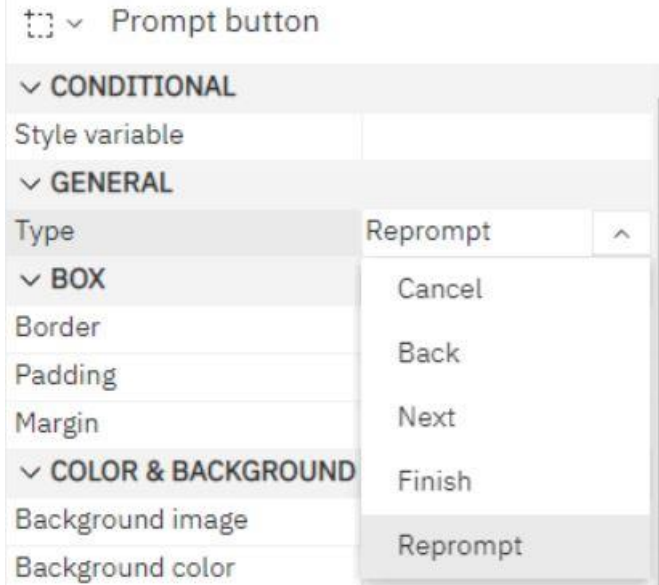 Prompt button
CONDITIONAL
Style variable
GENERAL
Type Reprompt
BOX
Border
Padding
Margin
COLOR & BACKGROUND
Background image
Background color
Cancel
Back
Next
Finish
Reprompt